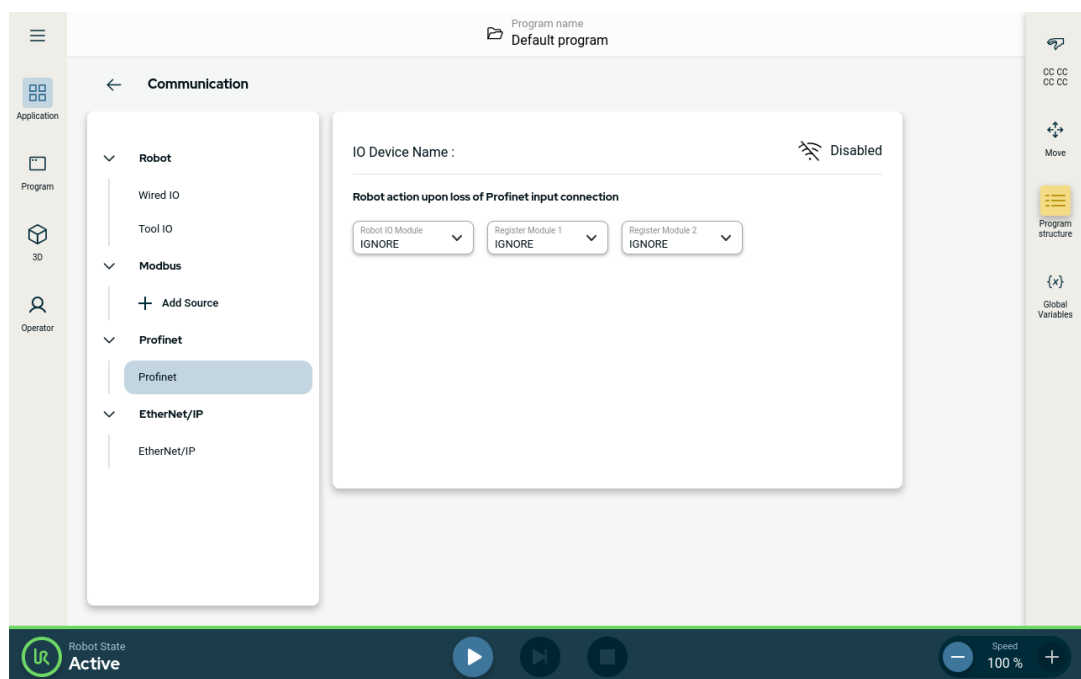 Program name
Default program
Communication
Application
Program
3D
Operator
Robot
Wired IO
Tool IO
Modbus
Add Source
Profinet
Profinet
EtherNet/IP
EtherNet/IP
IO Device Name :
Disabled
Robot action upon loss of Profinet input connection
Robot IO Module
IGNORE
Register Module 1
IGNORE
Register Module 2
IGNORE
CC CC
CC CC
Move
Program
structure
{x}
Global
Variables
UR
Robot State
Active
Speed
100 %